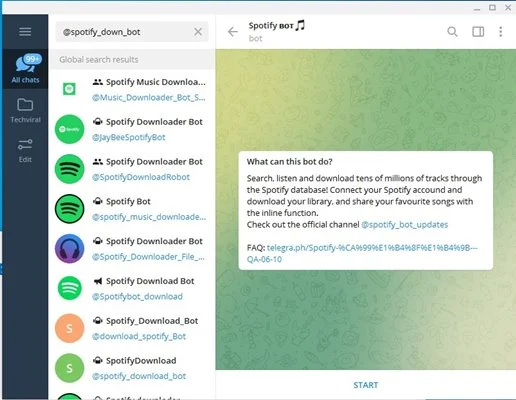 @spotify_down_bot
Spotify ʙᴏᴛ🎵
bot
99+
All chats
Techviral
Edit
Global search results
Spotify Music Downloa...
@Music_Downloader_Bot_S...
Spotify Downloader Bot
@JayBeeSpotifyBot
Spotify Downloader Bot
@SpotifyDownloadRobot
Spotify Bot
@spotify_music_downloade...
Spotify Downloader Bot
@Spotify_Downloader_File_...
Spotify Download Bot
@Spotifybot_download
S
Spotify_Download_Bot
@download_spotify_Bot
S
SpotifyDownload
@spotify_download_bot
Spotify downloader
What can this bot do?
Search, listen and download tens of millions of tracks through
the Spotify database! Connect your Spotify accound and
download your library, and share your favourite songs with
the inline function.
Check out the official channel @spotify_bot_updates
FAQ: telegra.ph/Spotify-%CA%99%E1%B4%8F%E1%B4%9B---
QA-06-10
START